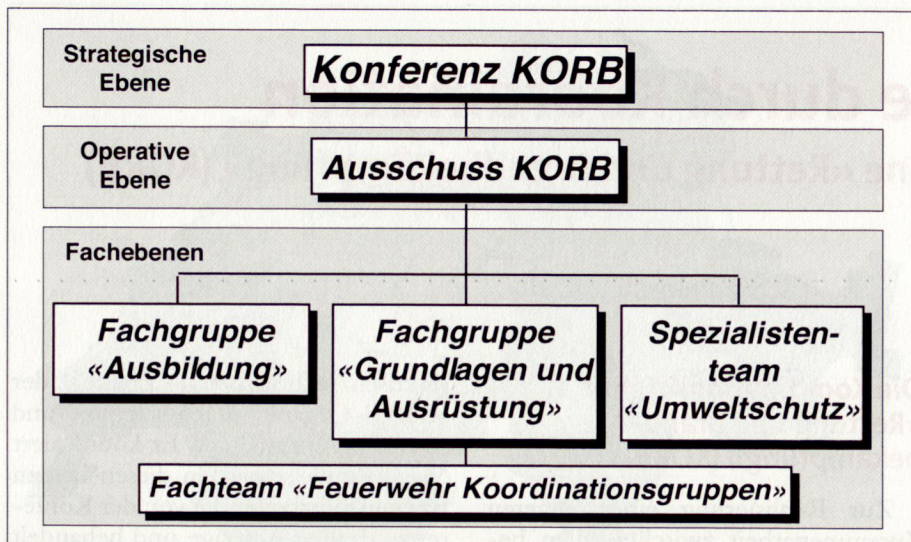 Strategische
Ebene
Konferenz KORB
Operative
Ebene
Ausschuss KORB
Fachebenen
Fachgruppe
«Ausbildung»
Fachgruppe
«Grundlagen und
Ausrüstung»
Spezialisten-
team
«Umweltschutz»
Fachteam «Feuerwehr Koordinationsgruppen»